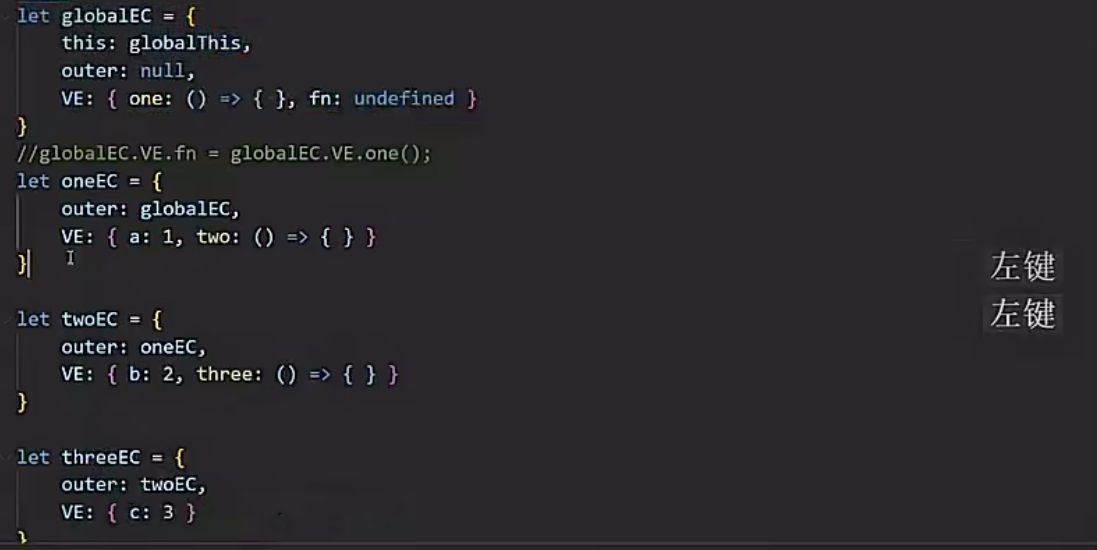 let globalEC = {
    this: globalThis,
    outer: null,
    VE: { one: () => { }, fn: undefined }
}
//globalEC.VE.fn = globalEC.VE.one();
let oneEC = {
    outer: globalEC,
    VE: { a: 1, two: () => { } }
}
左键
左键
let twoEC = {
    outer: oneEC,
    VE: { b: 2, three: () => { } }
}
let threeEC = {
    outer: twoEC,
    VE: { c: 3 }
}